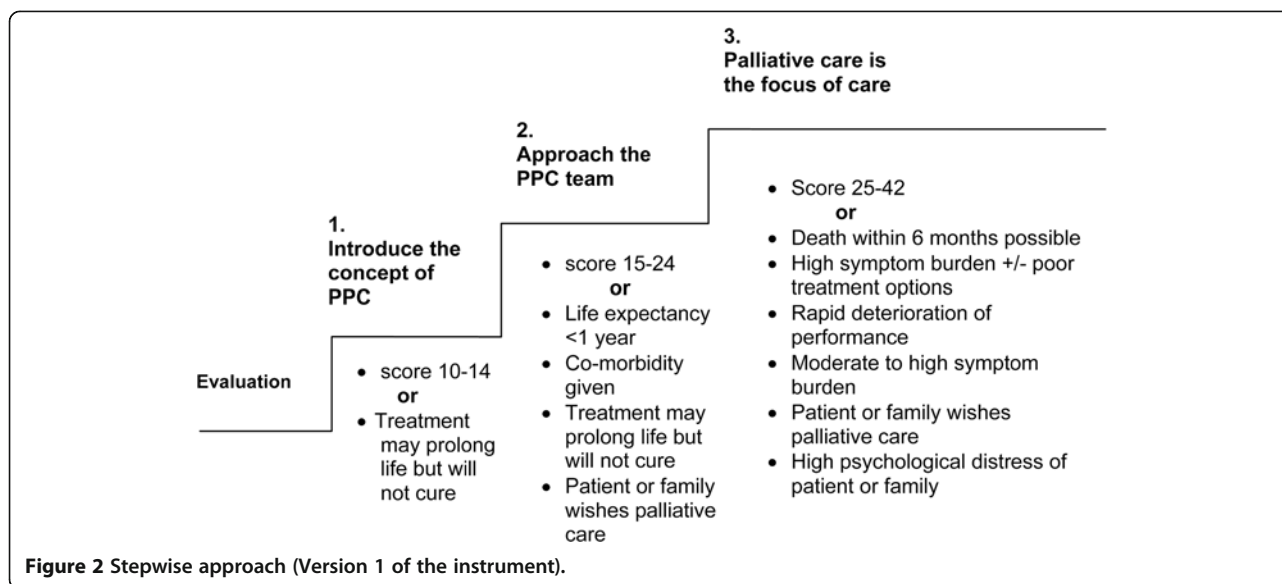 3.
Palliative care is
the focus of care
2.
Approach the
PPC team
1.
Introduce the
concept of
PPC
Evaluation
• score 10-14
or
• Treatment
may prolong
life but will
not cure
• score 15-24
or
• Life expectancy
<1 year
• Co-morbidity
given
• Treatment may
prolong life but
will not cure
• Patient or family
wishes palliative
care
• Score 25-42
or
• Death within 6 months possible
• High symptom burden +/- poor
treatment options
• Rapid deterioration of
performance
• Moderate to high symptom
burden
• Patient or family wishes
palliative care
• High psychological distress of
patient or family
Figure 2 Stepwise approach (Version 1 of the instrument).